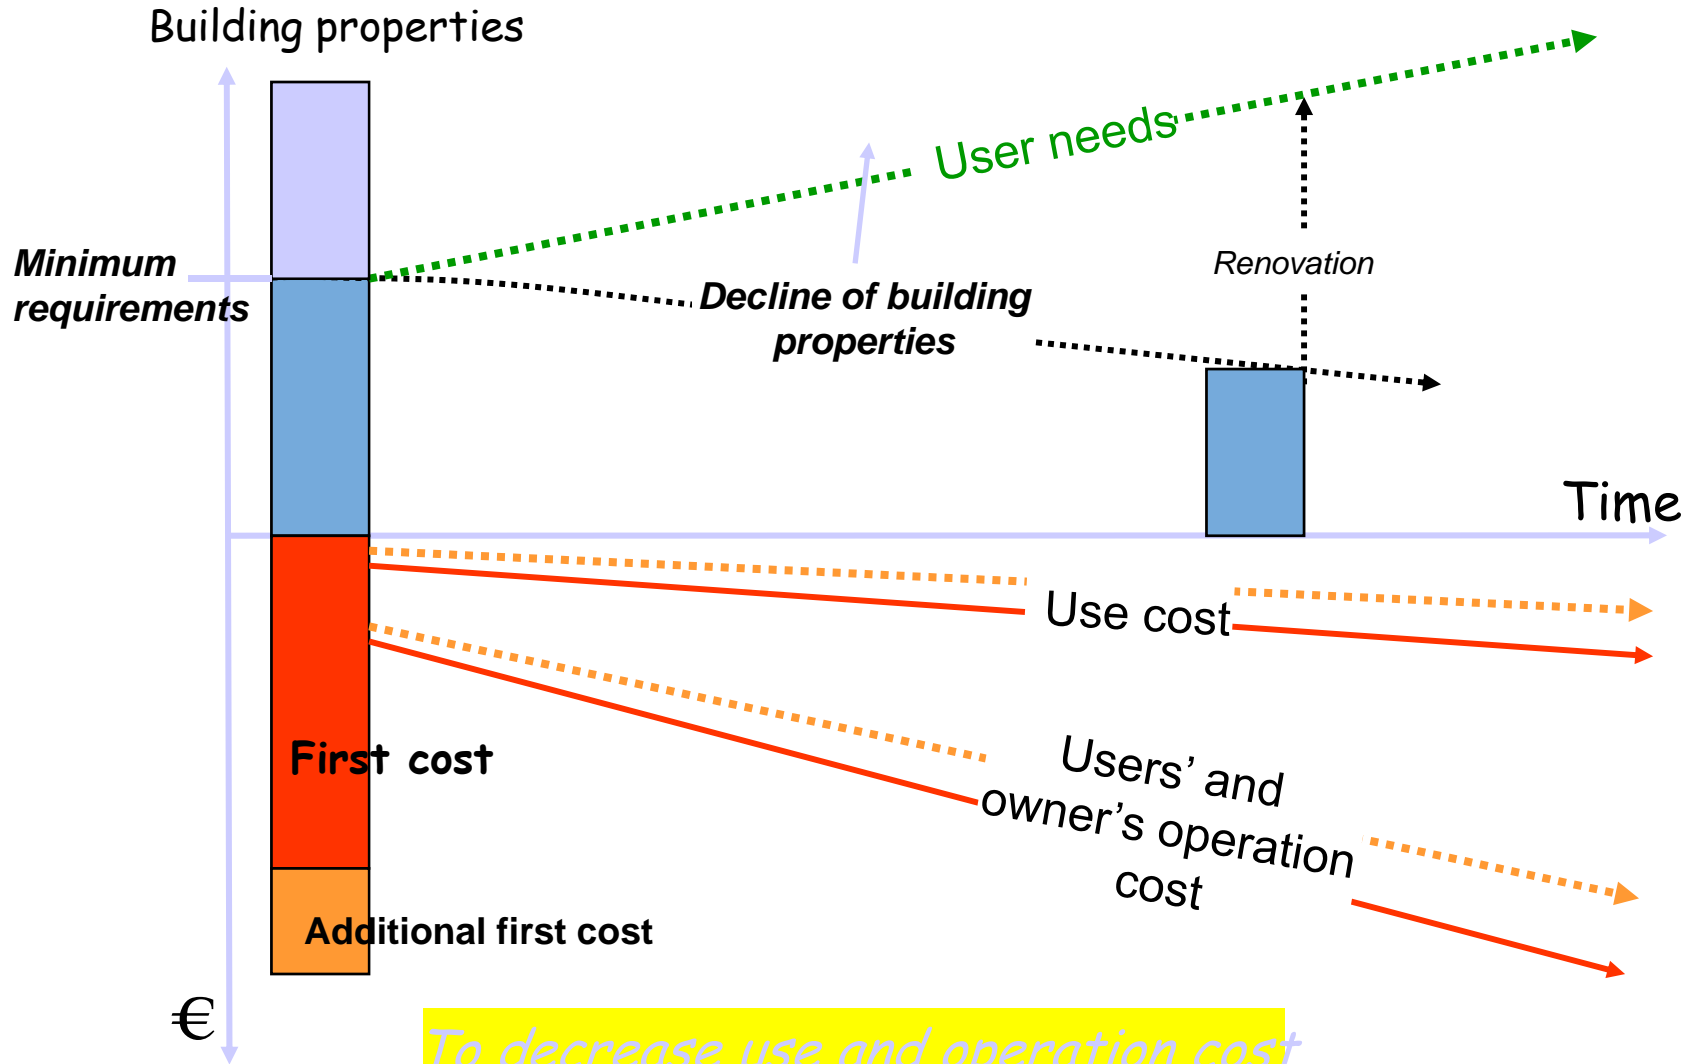 Building properties
User needs
Minimum
requirements
Renovation
Decline of building
properties
Time
Use cost
First cost
Users’ and
owner’s operation
cost
Additional first cost
€
To decrease use and operation cost